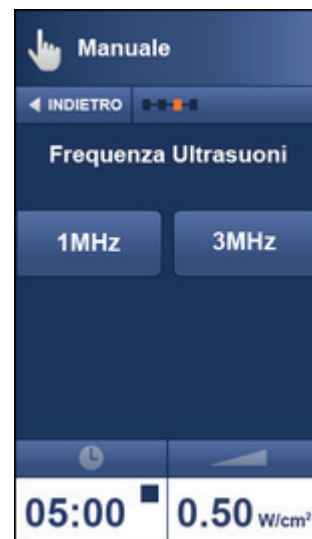 Manuale
INDIETRO
Frequenza Ultrasuoni
1MHz 3MHz
05:00 0.50 W/cm²